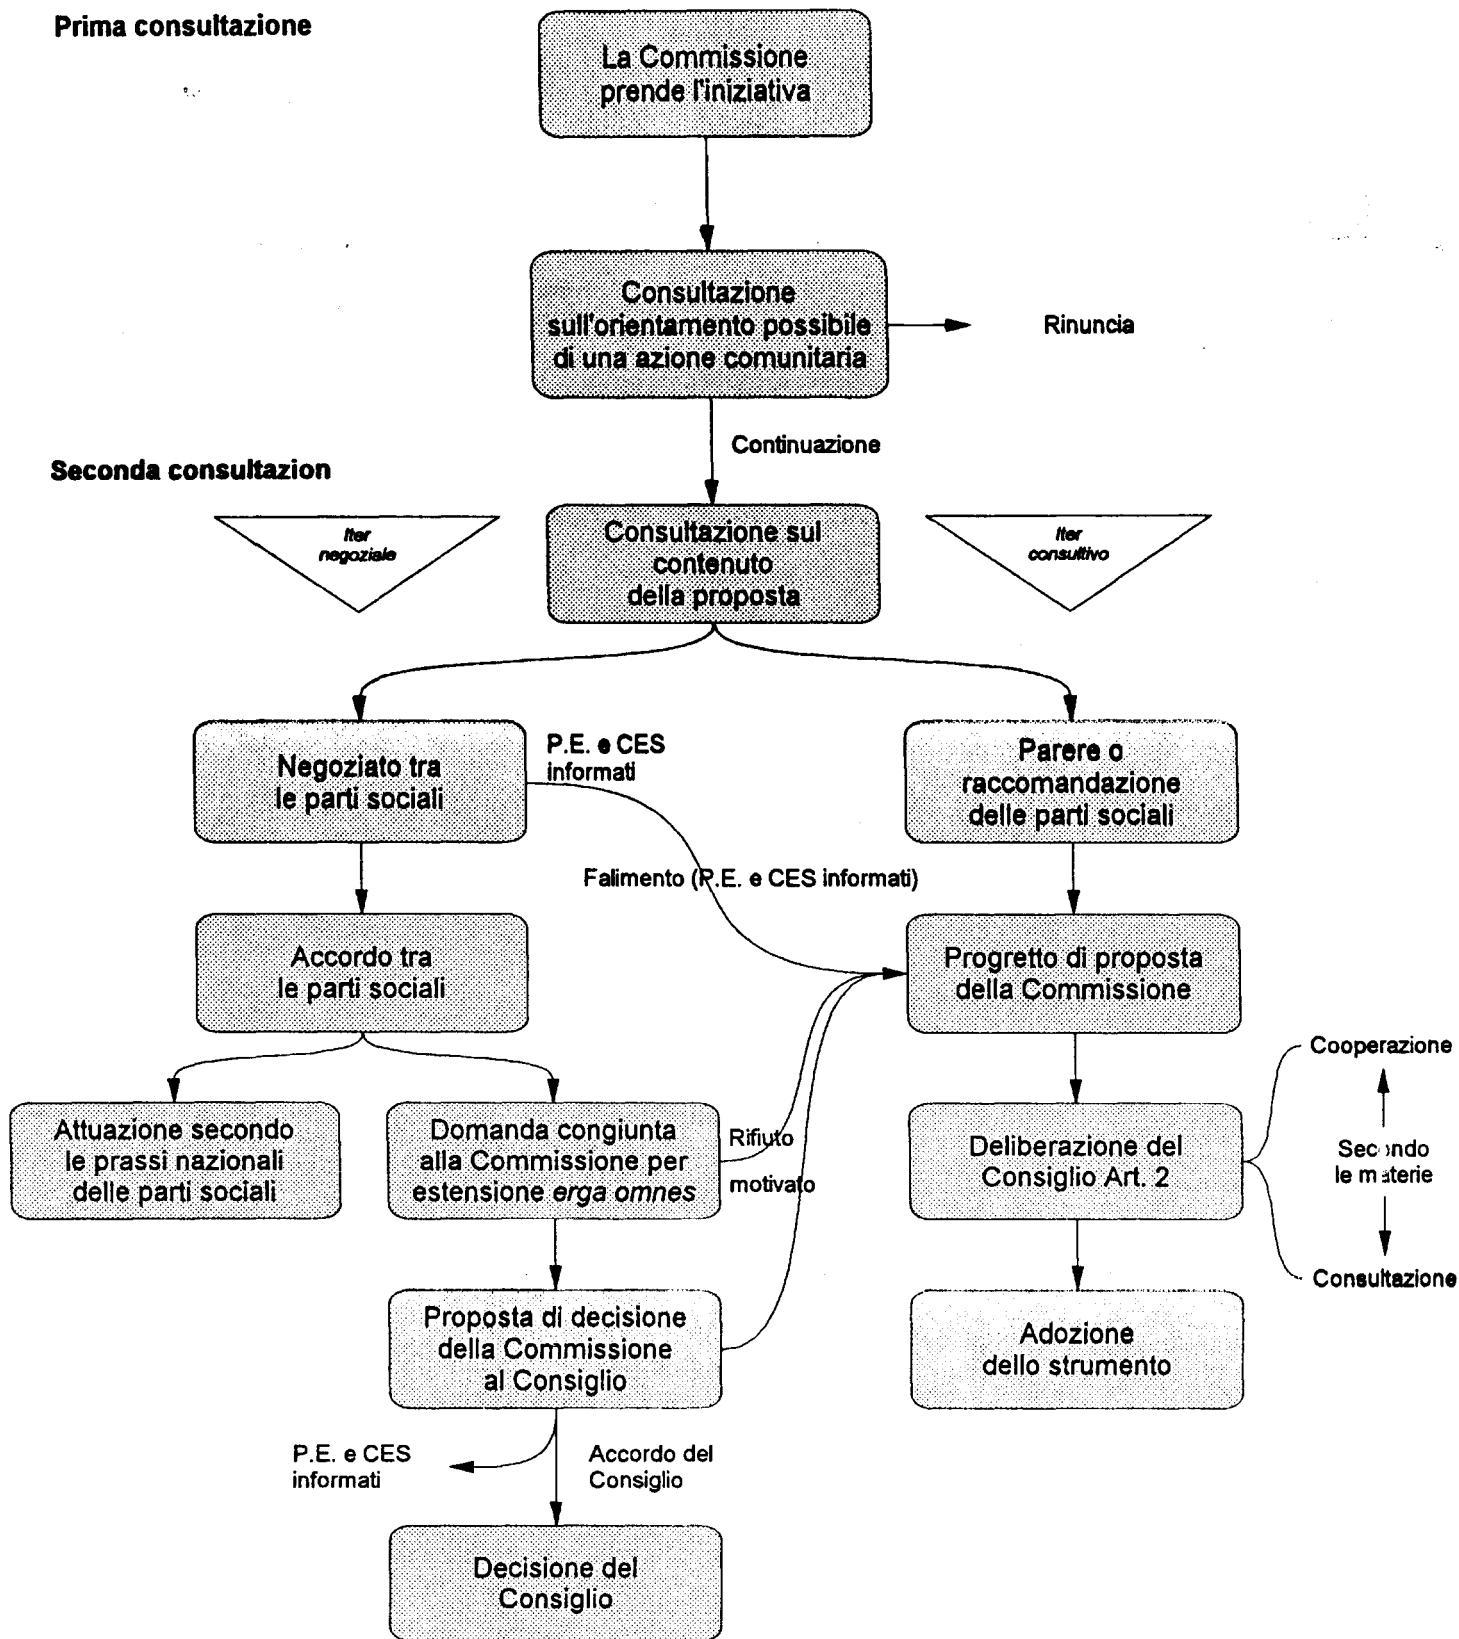 Prima consultazione
La Commissione
prende l'iniziativa
Consultazione
sull'orientamento possibile
di una azione comunitaria
Rinuncia
Continuazione
Seconda consultazion
Iter
negoziale
Consultazione sul
contenuto
della proposta
Iter
consultivo
Negoziato tra
le parti sociali
P.E. e CES
informati
Parere o
raccomandazione
delle parti sociali
Falimento (P.E. e CES informati)
Accordo tra
le parti sociali
Progretto di proposta
della Commissione
Cooperazione
Attuazione secondo
le prassi nazionali
delle parti sociali
Domanda congiunta
alla Commissione per
estensione erga omnes
Rifiuto
motivato
Deliberazione del
Consiglio Art. 2
Secondo
le materie
Consultazione
Proposta di decisione
della Commissione
al Consiglio
Adozione
dello strumento
P.E. e CES
informati
Accordo del
Consiglio
Decisione del
Consiglio